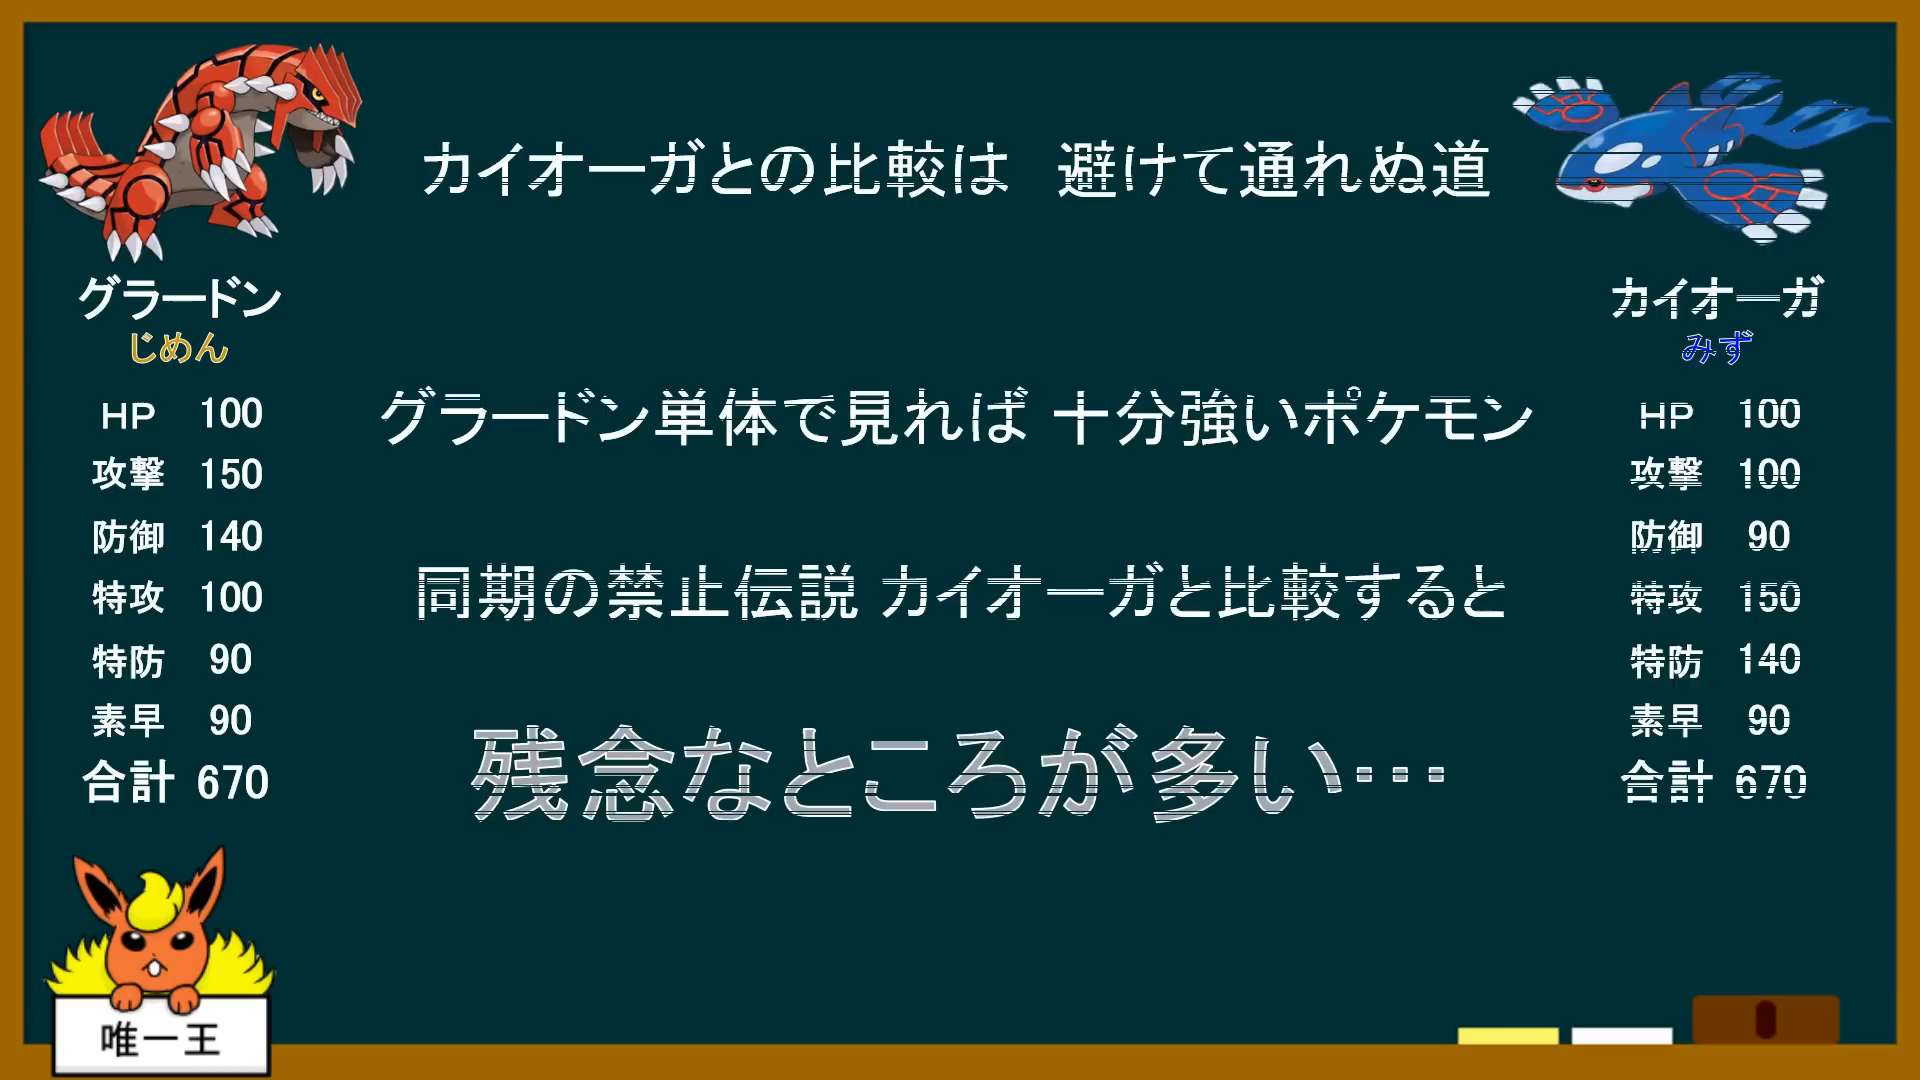 カイオーガとの比較は　避けて通れぬ道
グラードン
じめん
HP 100
攻撃 150
防御 140
特攻 100
特防 90
素早 90
合計 670
グラードン単体で見れば 十分強いポケモン
同期の禁止伝説 カイオーガと比較すると
残念なところが多い…
カイオーガ
みず
HP 100
攻撃 100
防御 90
特攻 150
特防 140
素早 90
合計 670
唯一王